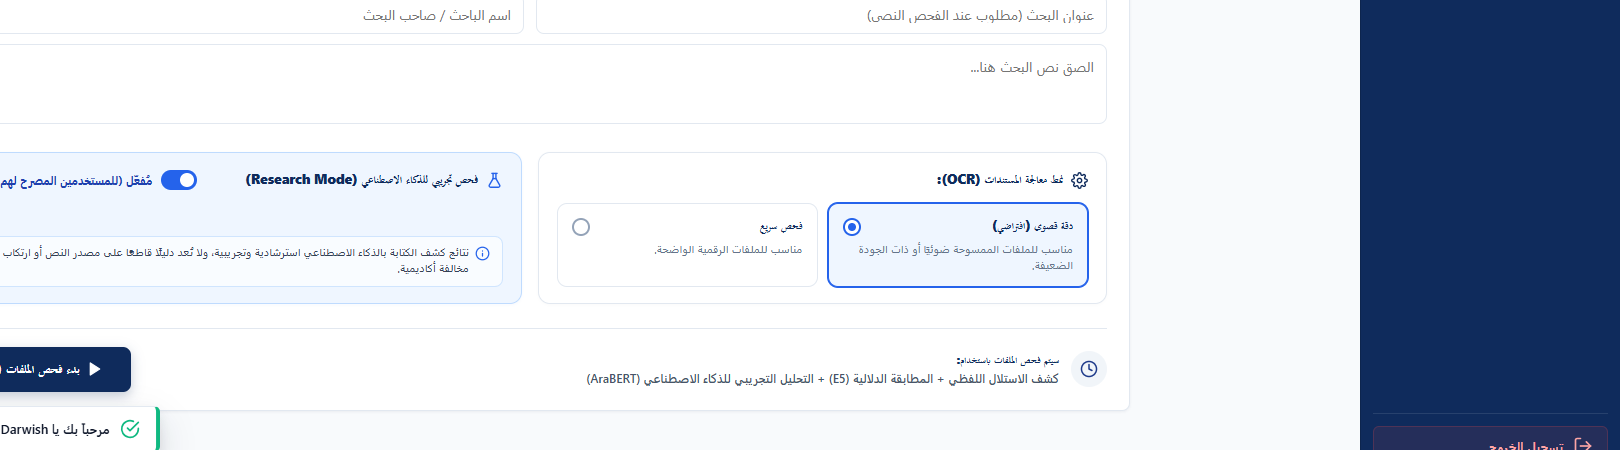 عنوان البحث (مطلوب عند الفحص النصي)
اسم الباحث / صاحب البحث
الصق نص البحث هنا...
نمط معالجة المستندات (OCR):
دقة قصوى (افتراضي)
مناسب للملفات الممسوحة ضوئيًا أو ذات الجودة
الضعيفة.
فحص سريع
مناسب للملفات الرقمية الواضحة.
فحص تجريبي للذكاء الاصطناعي (Research Mode)
مُفعّل (للمستخدمين المصرح لهم
نتائج كشف الكتابة بالذكاء الاصطناعي استرشادية وتجريبية، ولا تُعد دليلًا قاطعًا على مصدر النص أو ارتكاب
مخالفة أكاديمية.
سيتم فحص الملفات باستخدام:
كشف الاستلال اللفظي + المطابقة الدلالية (E5) + التحليل التجريبي للذكاء الاصطناعي (AraBERT)
بدء فحص الملفات (
مرحباً بك يا Darwish
تسجيل الخروج